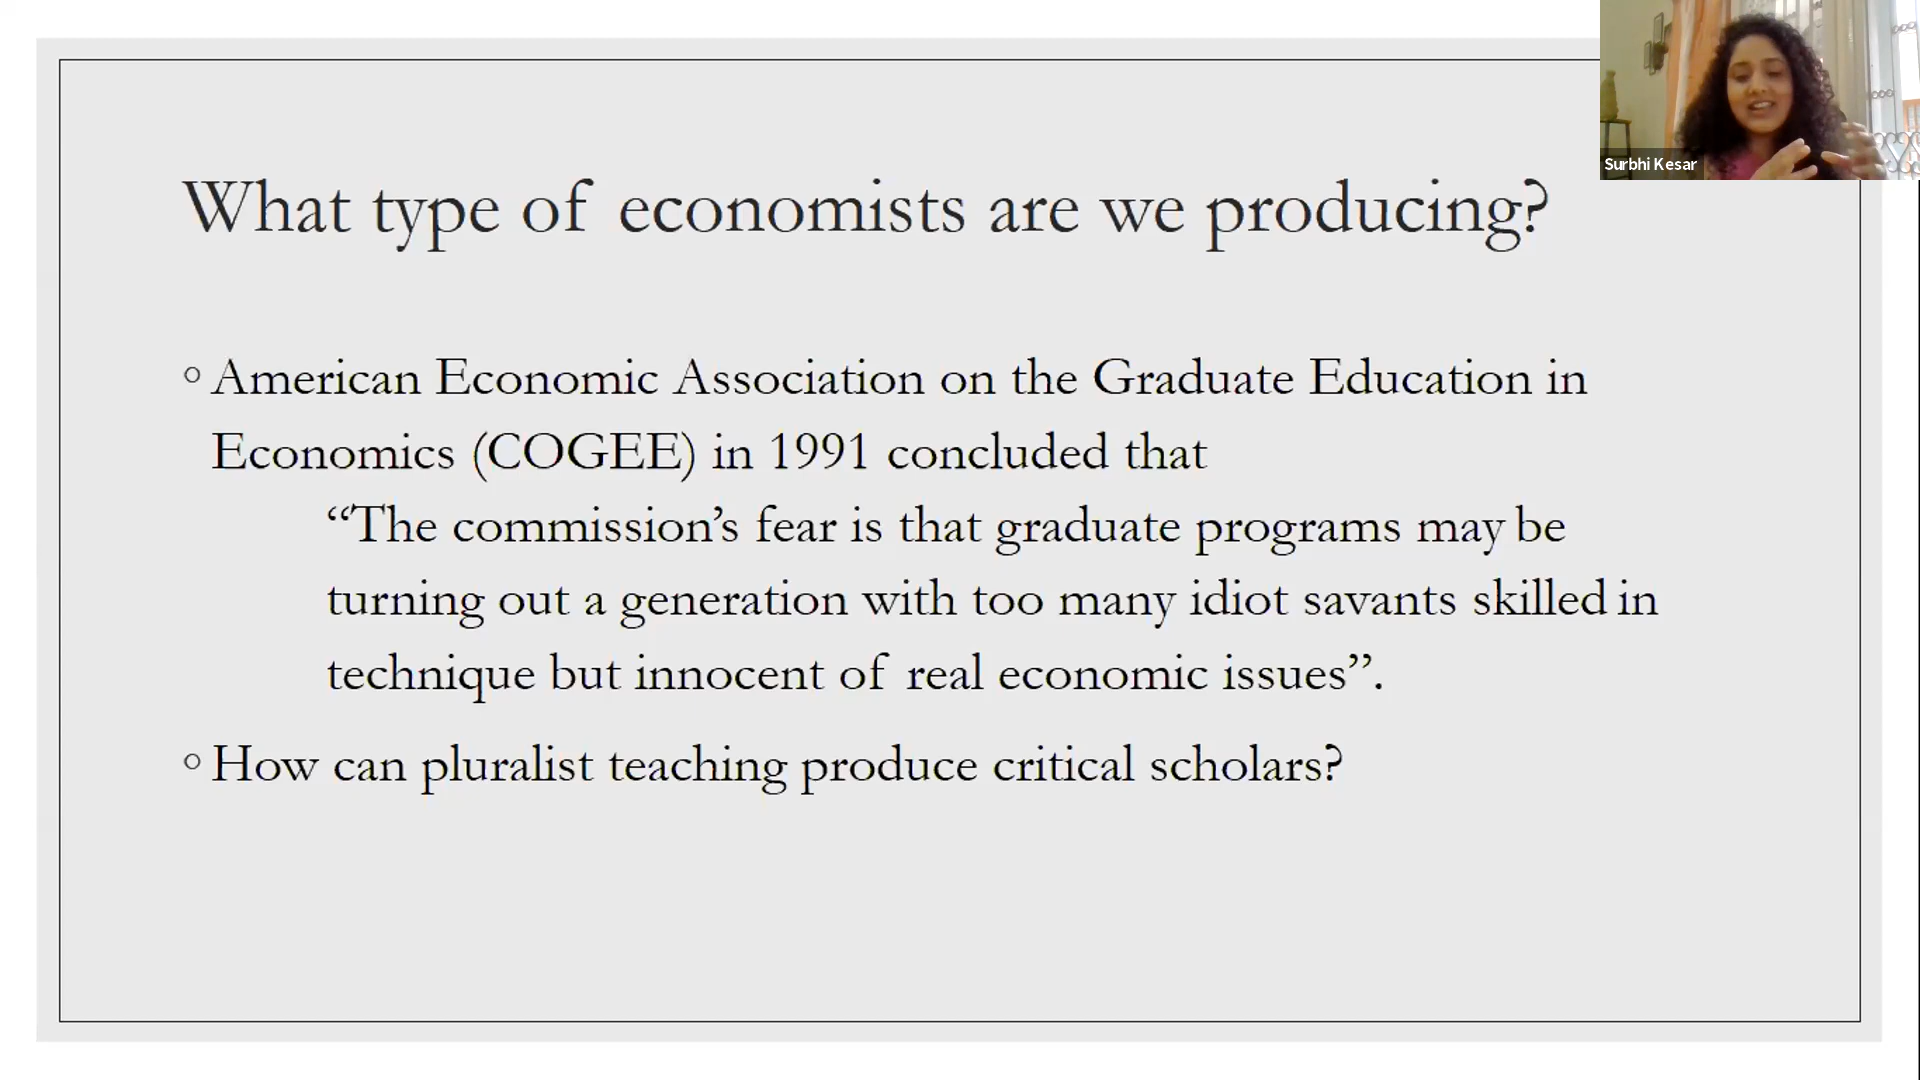 Surbhi Kesar
What type of economists are we producing?
◦ American Economic Association on the Graduate Education in
Economics (COGEE) in 1991 concluded that
“The commission’s fear is that graduate programs may be
turning out a generation with too many idiot savants skilled in
technique but innocent of real economic issues”.
◦ How can pluralist teaching produce critical scholars?